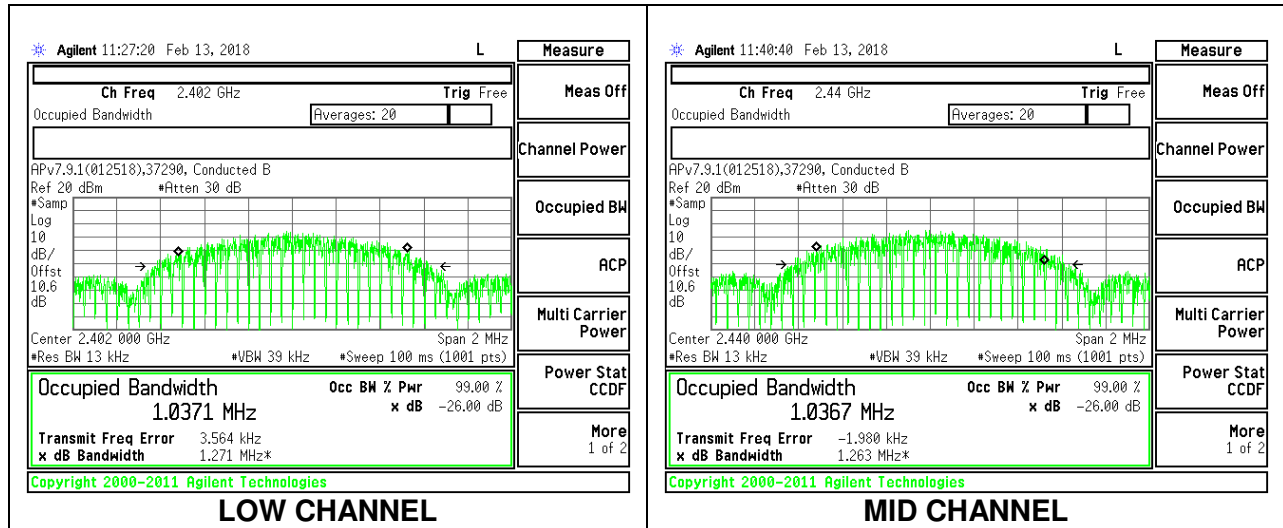 Agilent 11:27:20 Feb 13, 2018 L
Measure
Ch Freq 2.402 GHz Trig Free
Occupied Bandwidth Averages: 20
APv7.9.1(012518),37290, Conducted B
Ref 20 dBm #Atten 30 dB
#Samp
Log
10
dB/
Offst
10.6
dB
Center 2.402 000 GHz Span 2 MHz
#Res BW 13 kHz #VBW 39 kHz #Sweep 100 ms (1001 pts)
Occupied Bandwidth Occ BW % Pwr 99.00 %
1.0371 MHz x dB -26.00 dB
Transmit Freq Error 3.564 kHz
x dB Bandwidth 1.271 MHz*
Copyright 2000-2011 Agilent Technologies
Meas Off
Channel Power
Occupied BW
ACP
Multi Carrier
Power
Power Stat
CCDF
More
1 of 2
LOW CHANNEL
Agilent 11:40:40 Feb 13, 2018 L
Measure
Ch Freq 2.44 GHz Trig Free
Occupied Bandwidth Averages: 20
APv7.9.1(012518),37290, Conducted B
Ref 20 dBm #Atten 30 dB
#Samp
Log
10
dB/
Offst
10.6
dB
Center 2.440 000 GHz Span 2 MHz
#Res BW 13 kHz #VBW 39 kHz #Sweep 100 ms (1001 pts)
Occupied Bandwidth Occ BW % Pwr 99.00 %
1.0367 MHz x dB -26.00 dB
Transmit Freq Error -1.980 kHz
x dB Bandwidth 1.263 MHz*
Copyright 2000-2011 Agilent Technologies
Meas Off
Channel Power
Occupied BW
ACP
Multi Carrier
Power
Power Stat
CCDF
More
1 of 2
MID CHANNEL